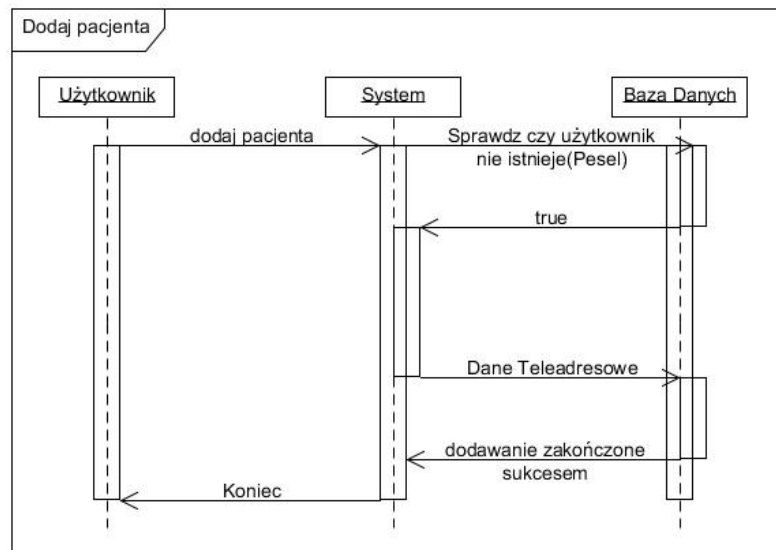 Dodaj pacjenta
Użytkownik
System
Baza Danych
dodaj pacjenta
Sprawdz czy użytkownik
nie istnieje(Pesel)
true
Dane Teleadresowe
dodawanie zakończone
sukcesem
Koniec